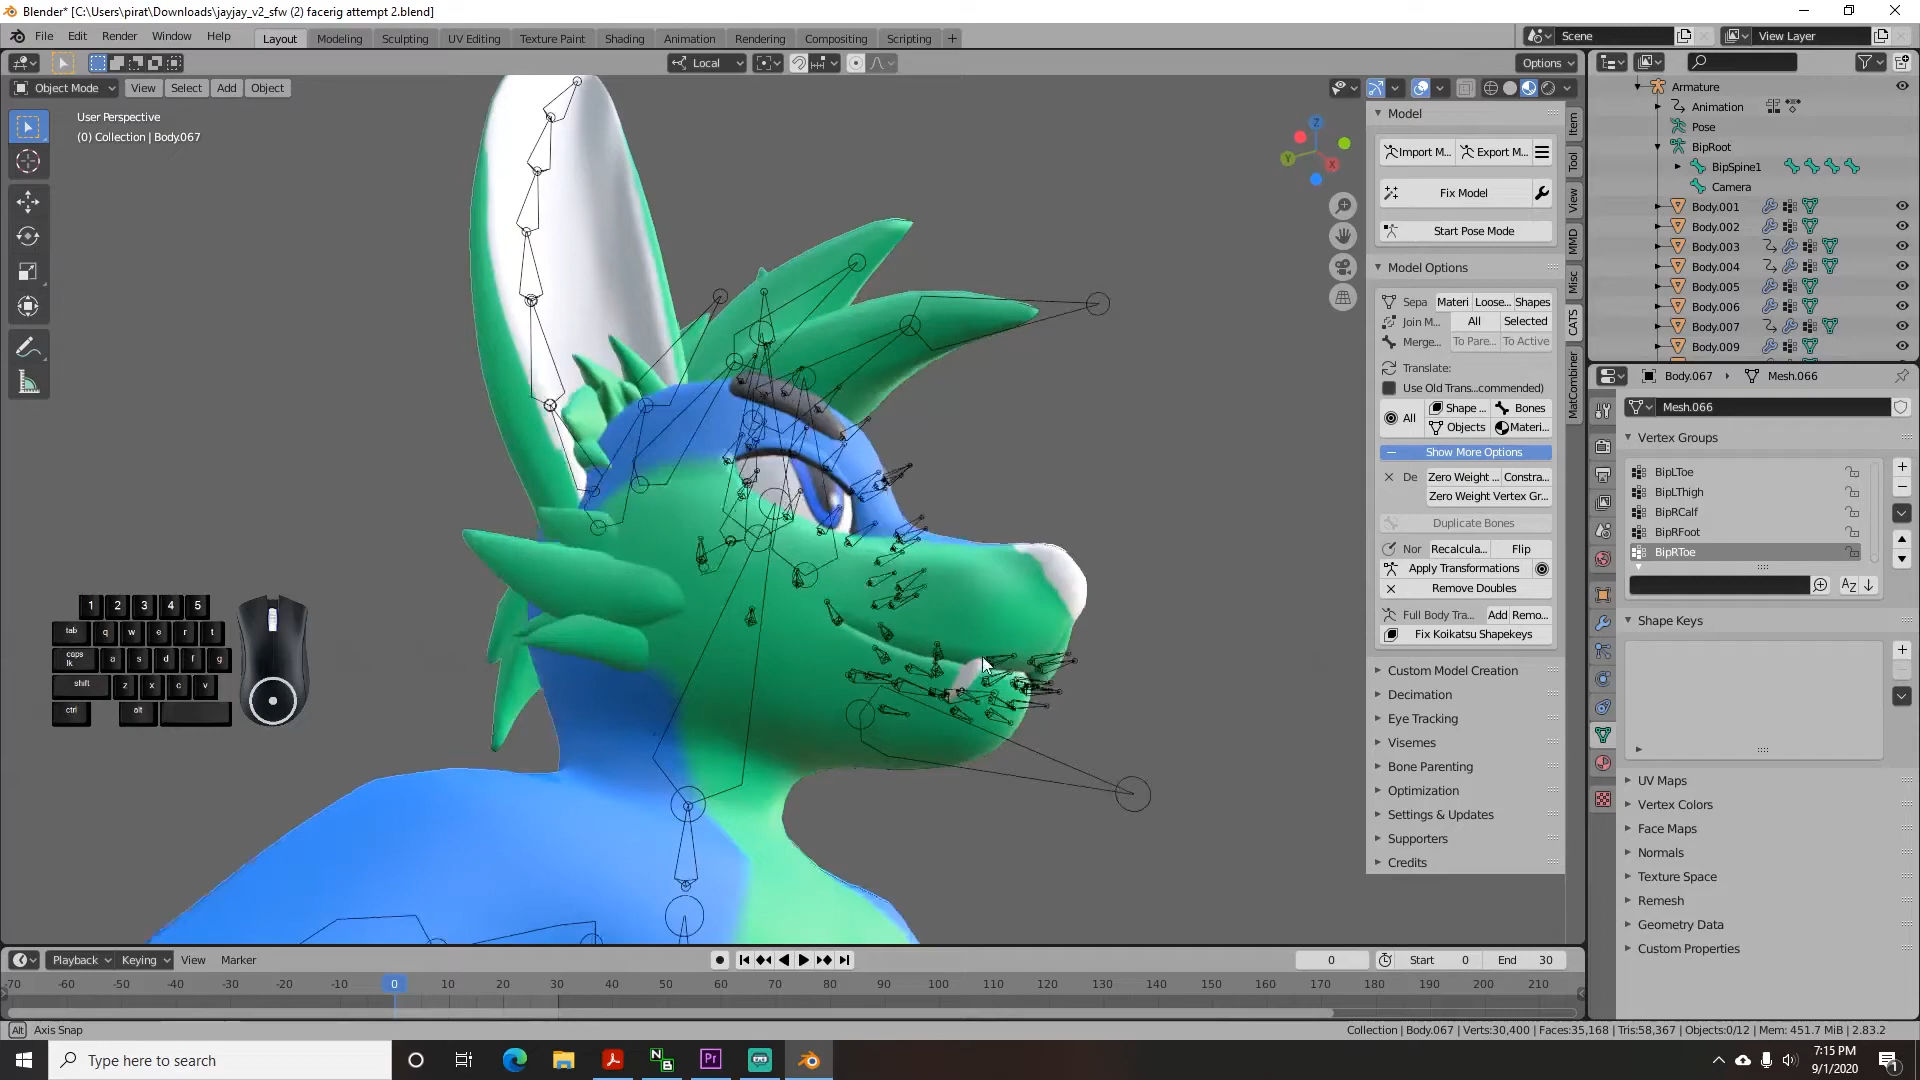 Blender* [C:\Users\pirat\Downloads\jayjay_v2_sfw (2) facerig attempt 2.blend]
File Edit Render Window Help Layout Modeling Sculpting UV Editing Texture Paint Shading Animation Rendering Compositing Scripting + Scene View Layer
Local Options
Object Mode View Select Add Object
User Perspective
(0) Collection | Body.067
Z
Y
X
Model
Import M... Export M...
Fix Model
Start Pose Mode
Model Options
Sepa Materi Loose... Shapes
Join M... All Selected
Merge... To Pare... To Active
Translate:
Use Old Trans...commended)
All Shape ... Bones
Objects Materi...
Show More Options
De Zero Weight ... Constra...
Zero Weight Vertex Gr...
Duplicate Bones
Nor Recalcula... Flip
Apply Transformations
Remove Doubles
Full Body Tra... Add Remo...
Fix Koikatsu Shapekeys
Custom Model Creation
Decimation
Eye Tracking
Visemes
Bone Parenting
Optimization
Settings & Updates
Supporters
Credits
Item
Tool
View
MMD
Misc
CATS
MatCombiner
Armature
Animation
Pose
BipRoot
BipSpine1
Camera
Body.001
Body.002
Body.003
Body.004
Body.005
Body.006
Body.007
Body.009
Body.067 Mesh.066
Mesh.066
Vertex Groups
BipLToe
BipLThigh
BipRCalf
BipRFoot
BipRToe
Shape Keys
UV Maps
Vertex Colors
Face Maps
Normals
Texture Space
Remesh
Geometry Data
Custom Properties
1 2 3 4 5
tab q w e r t
caps lk a s d f g
shift z x c v
ctrl alt
Playback Keying View Marker 0 Start 0 End 30
-70 -60 -50 -40 -30 -20 -10 0 10 20 30 40 50 60 70 80 90 100 110 120 130 140 150 160 170 180 190 200 210
Alt Axis Snap
Collection | Body.067 | Verts:30,400 | Faces:35,168 | Tris:58,367 | Objects:0/12 | Mem: 451.7 MiB | 2.83.2
Type here to search
7:15 PM
9/1/2020